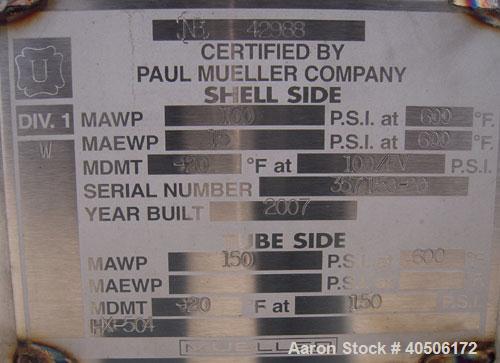 U
N.B. 42988
CERTIFIED BY
PAUL MUELLER COMPANY
SHELL SIDE
DIV. 1 MAWP 100 P.S.I. at 600 °F.
W MAEWP 15 P.S.I. at 600 °F.
MDMT -20 °F at 100/FV P.S.I.
SERIAL NUMBER
YEAR BUILT 2007
TUBE SIDE
MAWP 150 P.S.I. at 600 °F.
MAEWP P.S.I. at °F.
MDMT -20 °F at 150 P.S.I.
HX-504
MUELLER
Aaron Stock # 40506172